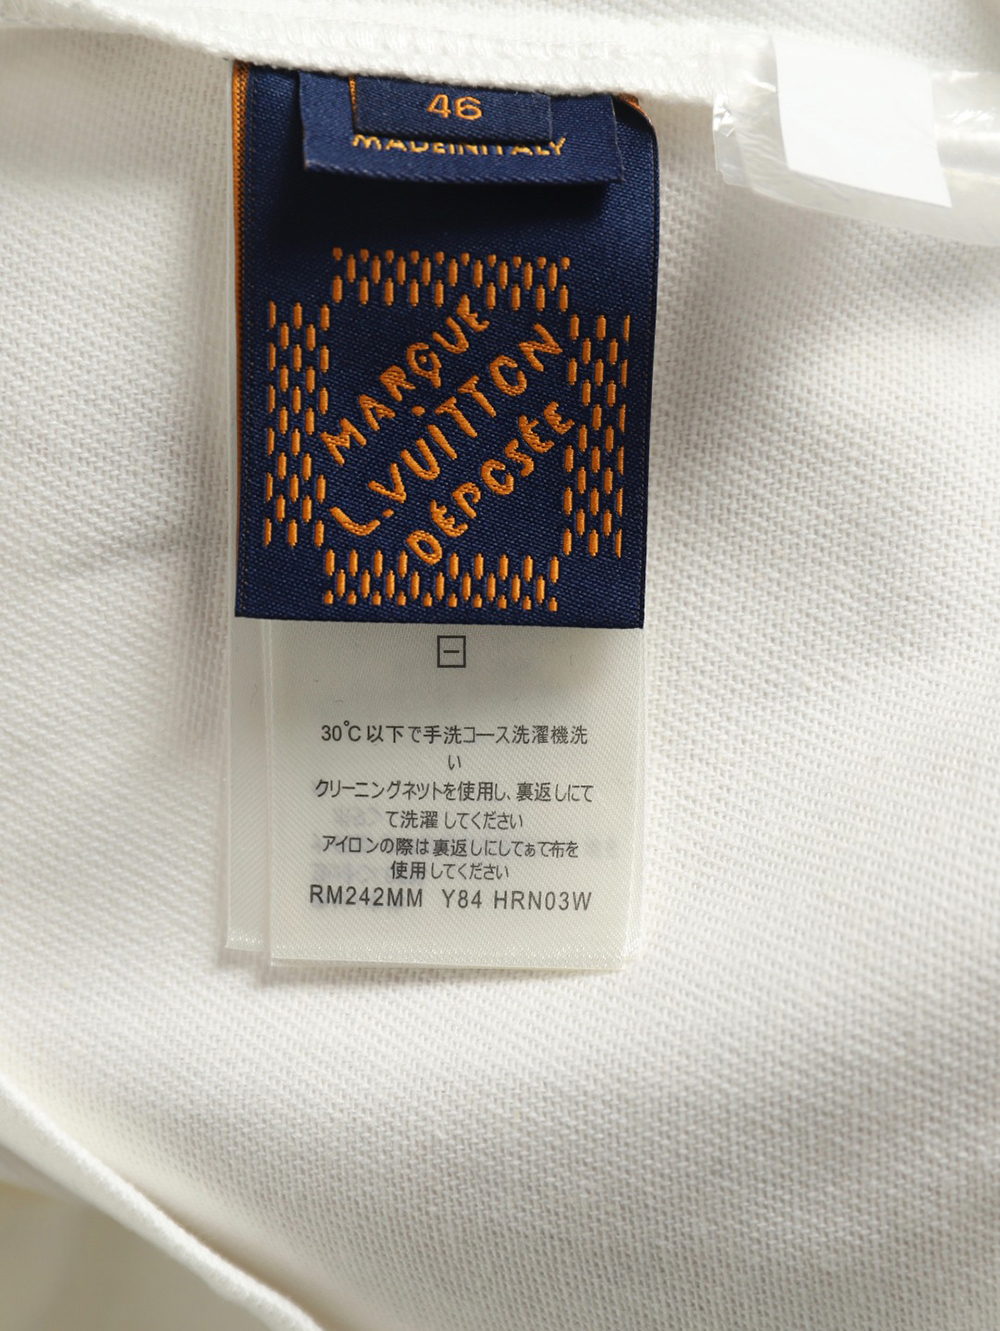 46
MADE IN ITALY
MARQUE
L.VUITTON
DÉPOSÉE
30℃以下で手洗コース洗濯機洗
い
クリーニングネットを使用し、裏返しにて
て洗濯してください
アイロンの際は裏返しにしてあて布を
使用してください
RM242MM Y84 HRN03W